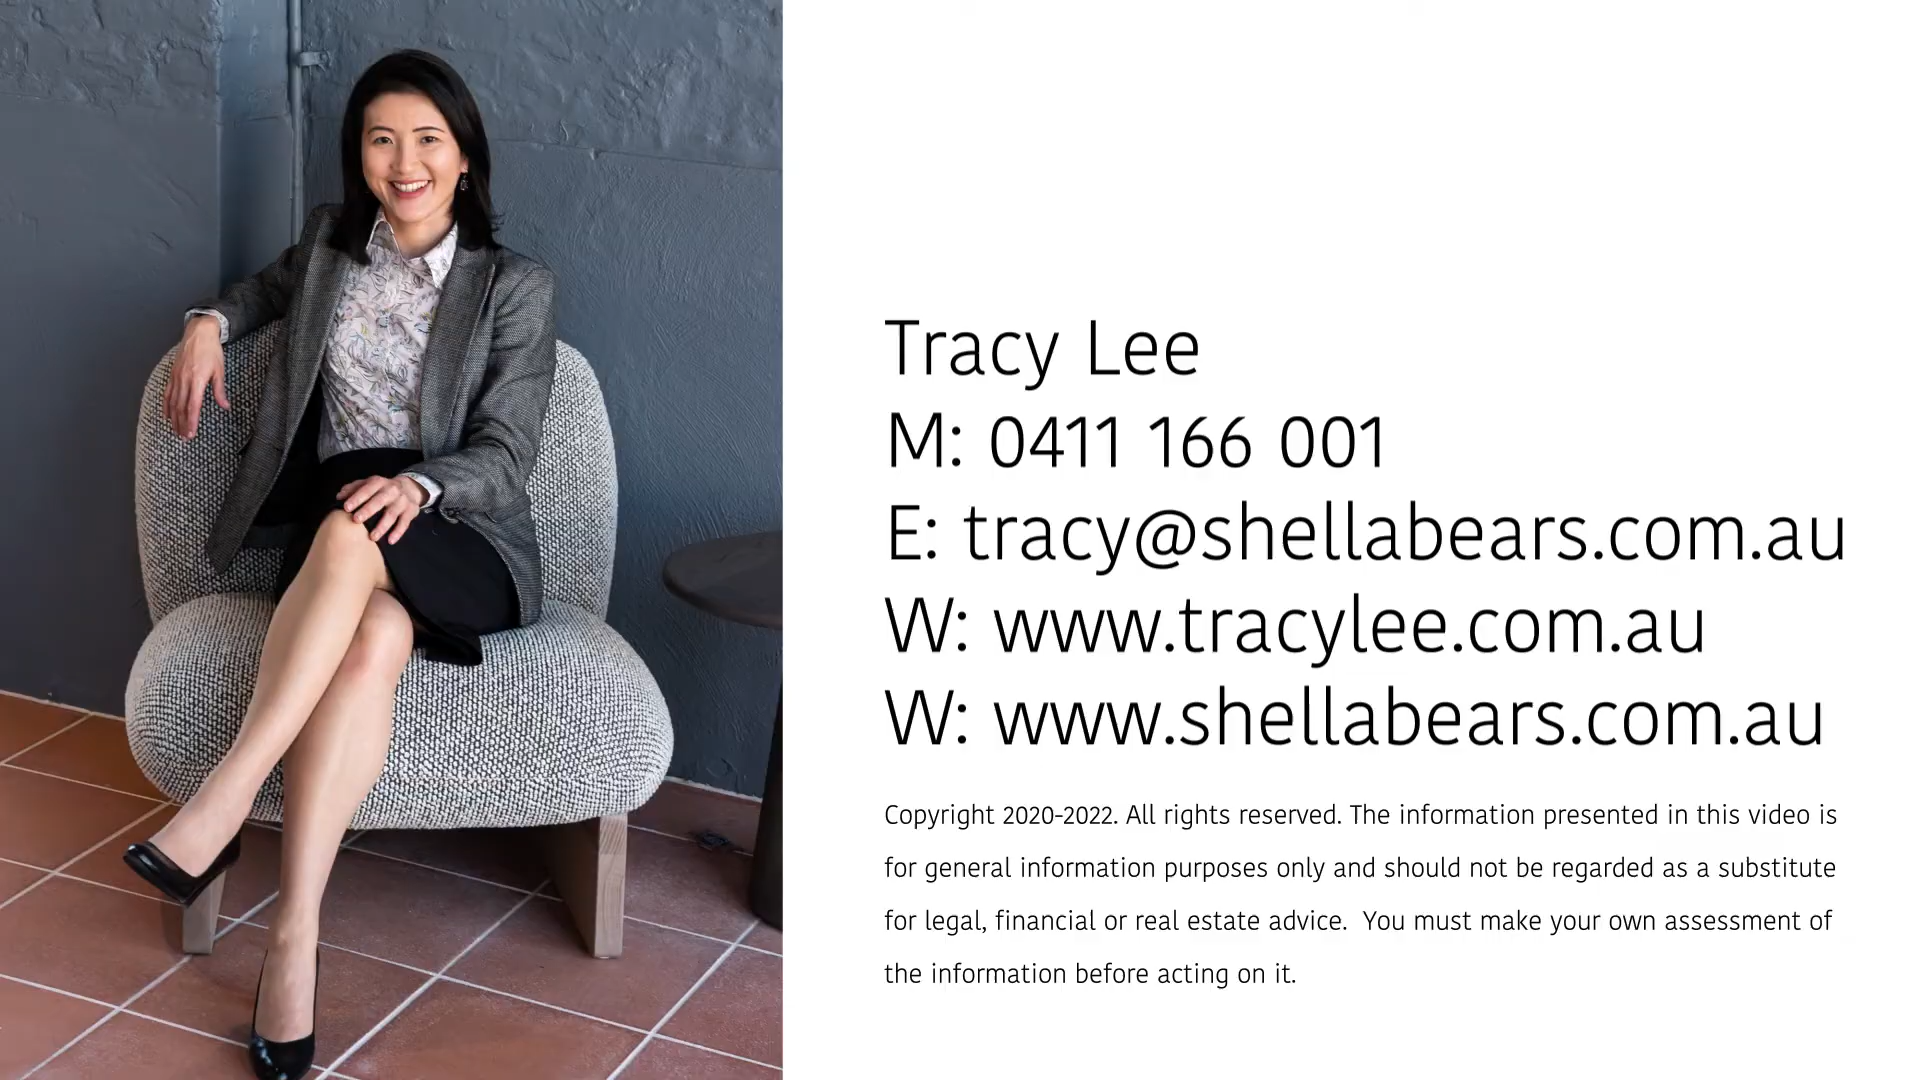 Tracy Lee
M: 0411 166 001
E: tracy@shellabears.com.au
W: www.tracylee.com.au
W: www.shellabears.com.au
Copyright 2020-2022. All rights reserved. The information presented in this video is
for general information purposes only and should not be regarded as a substitute
for legal, financial or real estate advice.  You must make your own assessment of
the information before acting on it.